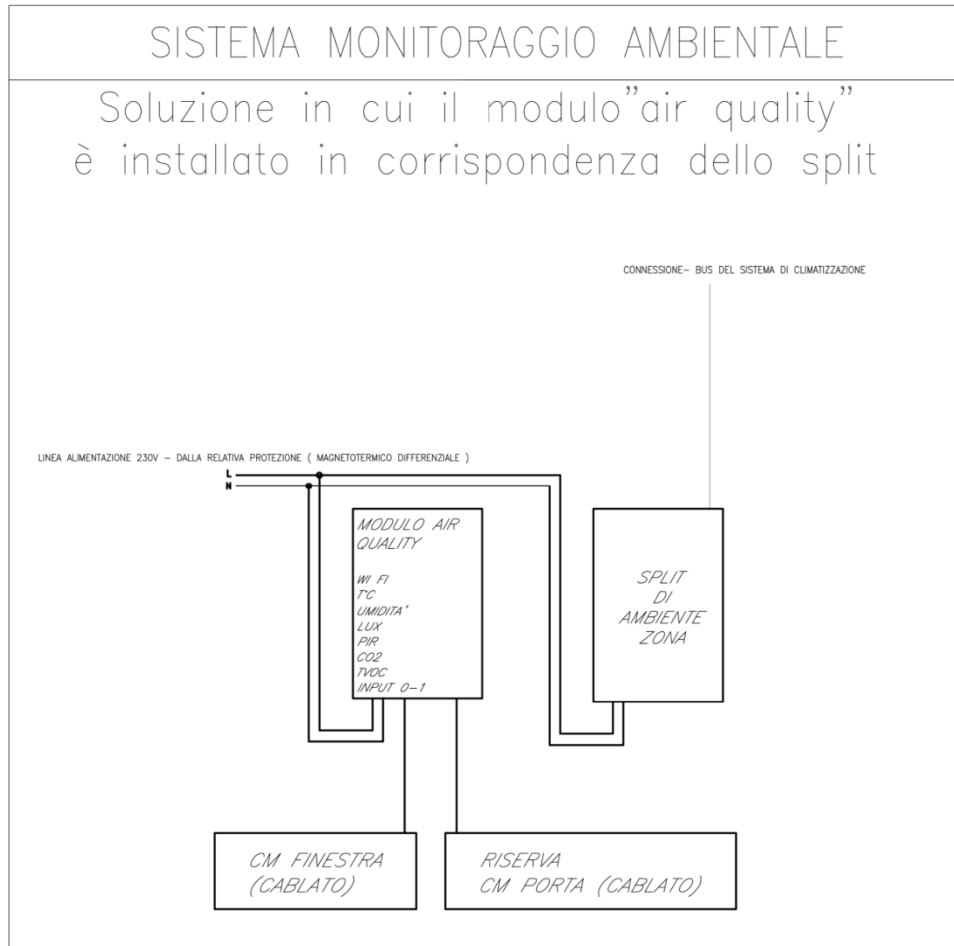 SISTEMA MONITORAGGIO AMBIENTALE
Soluzione in cui il modulo"air quality"
è installato in corrispondenza dello split
CONNESSIONE- BUS DEL SISTEMA DI CLIMATIZZAZIONE
LINEA ALIMENTAZIONE 230V - DALLA RELATIVA PROTEZIONE ( MAGNETOTERMICO DIFFERENZIALE )
L
N
MODULO AIR
QUALITY
WI FI
T°C
UMIDITA'
LUX
PIR
CO2
TVOC
INPUT 0-1
SPLIT
DI
AMBIENTE
ZONA
CM FINESTRA
(CABLATO)
RISERVA
CM PORTA (CABLATO)